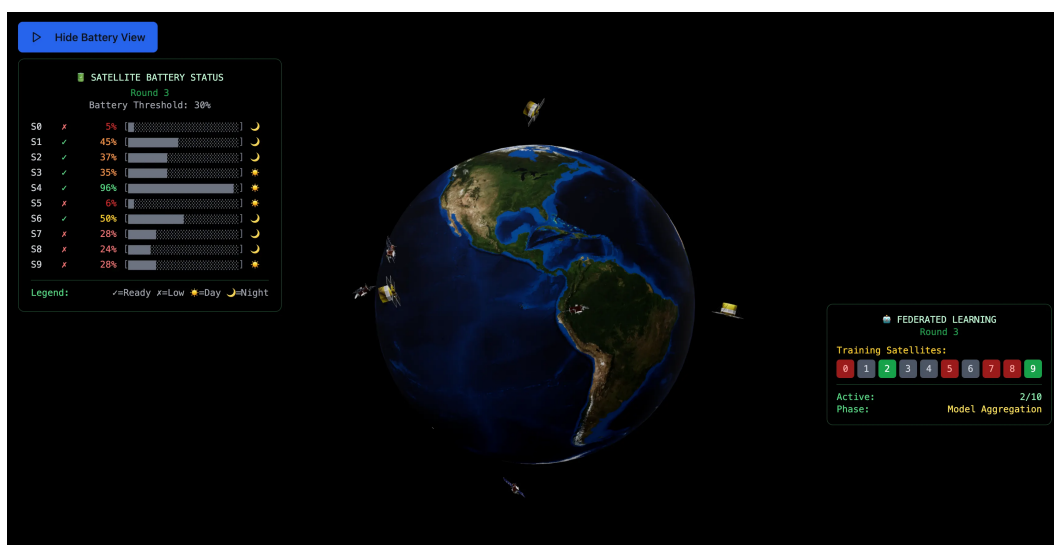 Hide Battery View
SATELLITE BATTERY STATUS
Round 3
Battery Threshold: 30%
S0 ✗ 5% [█░░░░░░░░░░░░░░░░░░░] 🌙
S1 ✓ 45% [█████████░░░░░░░░░░░] 🌙
S2 ✓ 37% [███████░░░░░░░░░░░░░] 🌙
S3 ✓ 35% [███████░░░░░░░░░░░░░] ☀️
S4 ✓ 96% [███████████████████░] ☀️
S5 ✗ 6% [█░░░░░░░░░░░░░░░░░░░] ☀️
S6 ✓ 50% [██████████░░░░░░░░░░] 🌙
S7 ✗ 28% [█████░░░░░░░░░░░░░░░] 🌙
S8 ✗ 24% [████░░░░░░░░░░░░░░░░] 🌙
S9 ✗ 28% [█████░░░░░░░░░░░░░░░] ☀️
Legend: ✓=Ready ✗=Low ☀️=Day 🌙=Night
FEDERATED LEARNING
Round 3
Training Satellites:
0 1 2 3 4 5 6 7 8 9
Active: 2/10
Phase: Model Aggregation